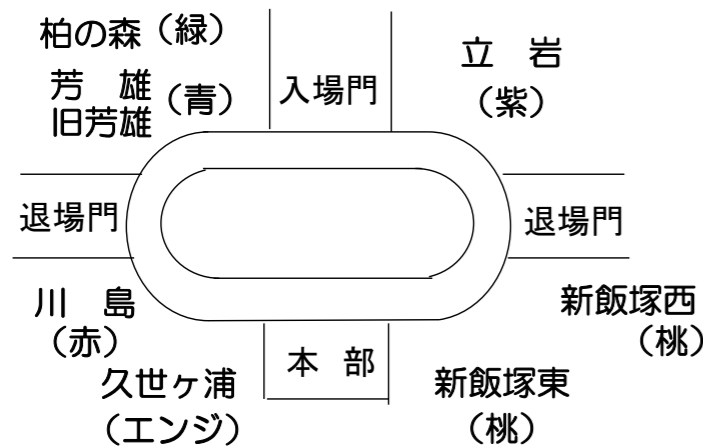 柏の森（緑）
芳　雄
旧芳雄
（青）
入場門
立　岩
（紫）
退場門
退場門
川　島
（赤）
新飯塚西
（桃）
久世ヶ浦
（エンジ）
本　部
新飯塚東
（桃）